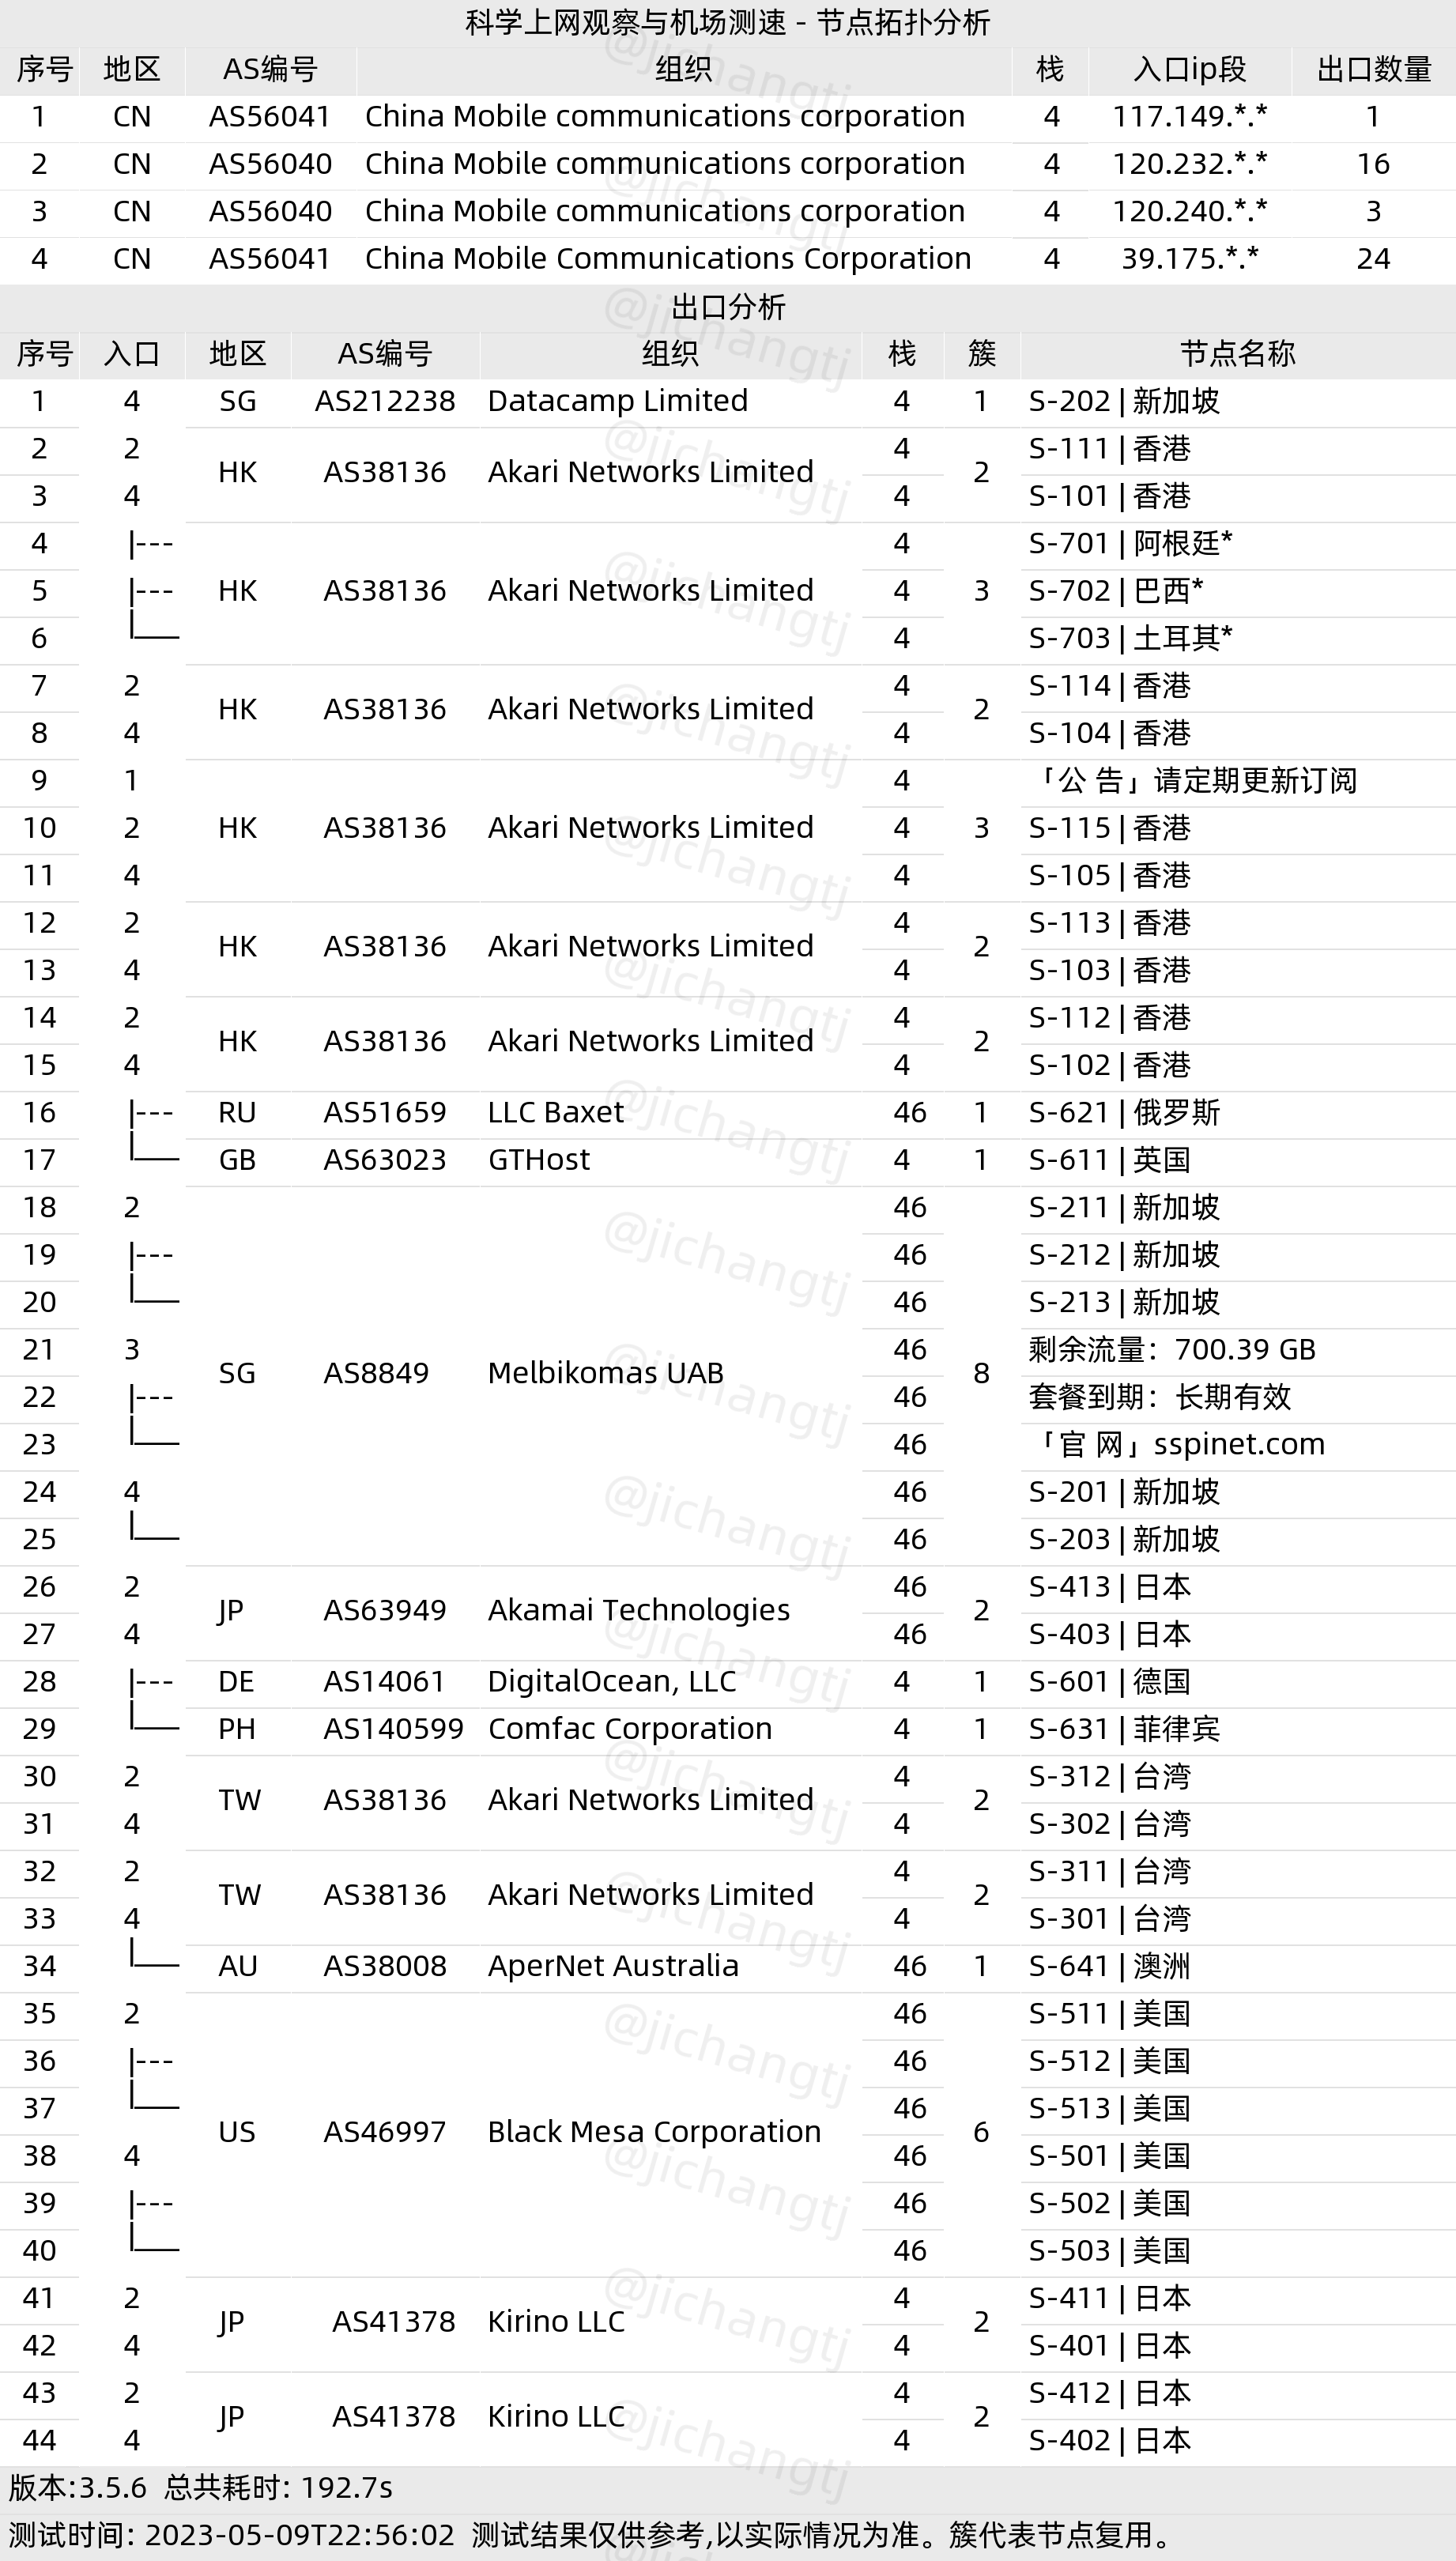 科学上网观察与机场测速 - 节点拓扑分析
序号 地区 AS编号 组织 栈 入口ip段 出口数量
1 CN AS56041 China Mobile communications corporation 4 117.149.*.* 1
2 CN AS56040 China Mobile communications corporation 4 120.232.*.* 16
3 CN AS56040 China Mobile communications corporation 4 120.240.*.* 3
4 CN AS56041 China Mobile Communications Corporation 4 39.175.*.* 24
出口分析
序号 入口 地区 AS编号 组织 栈 簇 节点名称
1 4 SG AS212238 Datacamp Limited 4 1 S-202 | 新加坡
2 2 HK AS38136 Akari Networks Limited 4 2 S-111 | 香港
3 4 4 S-101 | 香港
4 |--- HK AS38136 Akari Networks Limited 4 3 S-701 | 阿根廷*
5 |--- 4 S-702 | 巴西*
6 |___ 4 S-703 | 土耳其*
7 2 HK AS38136 Akari Networks Limited 4 2 S-114 | 香港
8 4 4 S-104 | 香港
9 1 HK AS38136 Akari Networks Limited 4 3 「公 告」请定期更新订阅
10 2 4 S-115 | 香港
11 4 4 S-105 | 香港
12 2 HK AS38136 Akari Networks Limited 4 2 S-113 | 香港
13 4 4 S-103 | 香港
14 2 HK AS38136 Akari Networks Limited 4 2 S-112 | 香港
15 4 4 S-102 | 香港
16 |--- RU AS51659 LLC Baxet 46 1 S-621 | 俄罗斯
17 |___ GB AS63023 GTHost 4 1 S-611 | 英国
18 2 SG AS8849 Melbikomas UAB 46 8 S-211 | 新加坡
19 |--- 46 S-212 | 新加坡
20 |___ 46 S-213 | 新加坡
21 3 46 剩余流量：700.39 GB
22 |--- 46 套餐到期：长期有效
23 |___ 46 「官 网」sspinet.com
24 4 46 S-201 | 新加坡
25 |___ 46 S-203 | 新加坡
26 2 JP AS63949 Akamai Technologies 46 2 S-413 | 日本
27 4 46 S-403 | 日本
28 |--- DE AS14061 DigitalOcean, LLC 4 1 S-601 | 德国
29 |___ PH AS140599 Comfac Corporation 4 1 S-631 | 菲律宾
30 2 TW AS38136 Akari Networks Limited 4 2 S-312 | 台湾
31 4 4 S-302 | 台湾
32 2 TW AS38136 Akari Networks Limited 4 2 S-311 | 台湾
33 4 4 S-301 | 台湾
34 |___ AU AS38008 AperNet Australia 46 1 S-641 | 澳洲
35 2 US AS46997 Black Mesa Corporation 46 6 S-511 | 美国
36 |--- 46 S-512 | 美国
37 |___ 46 S-513 | 美国
38 4 46 S-501 | 美国
39 |--- 46 S-502 | 美国
40 |___ 46 S-503 | 美国
41 2 JP AS41378 Kirino LLC 4 2 S-411 | 日本
42 4 4 S-401 | 日本
43 2 JP AS41378 Kirino LLC 4 2 S-412 | 日本
44 4 4 S-402 | 日本
版本:3.5.6 总共耗时: 192.7s
测试时间: 2023-05-09T22:56:02 测试结果仅供参考,以实际情况为准。簇代表节点复用。
@jichangtj